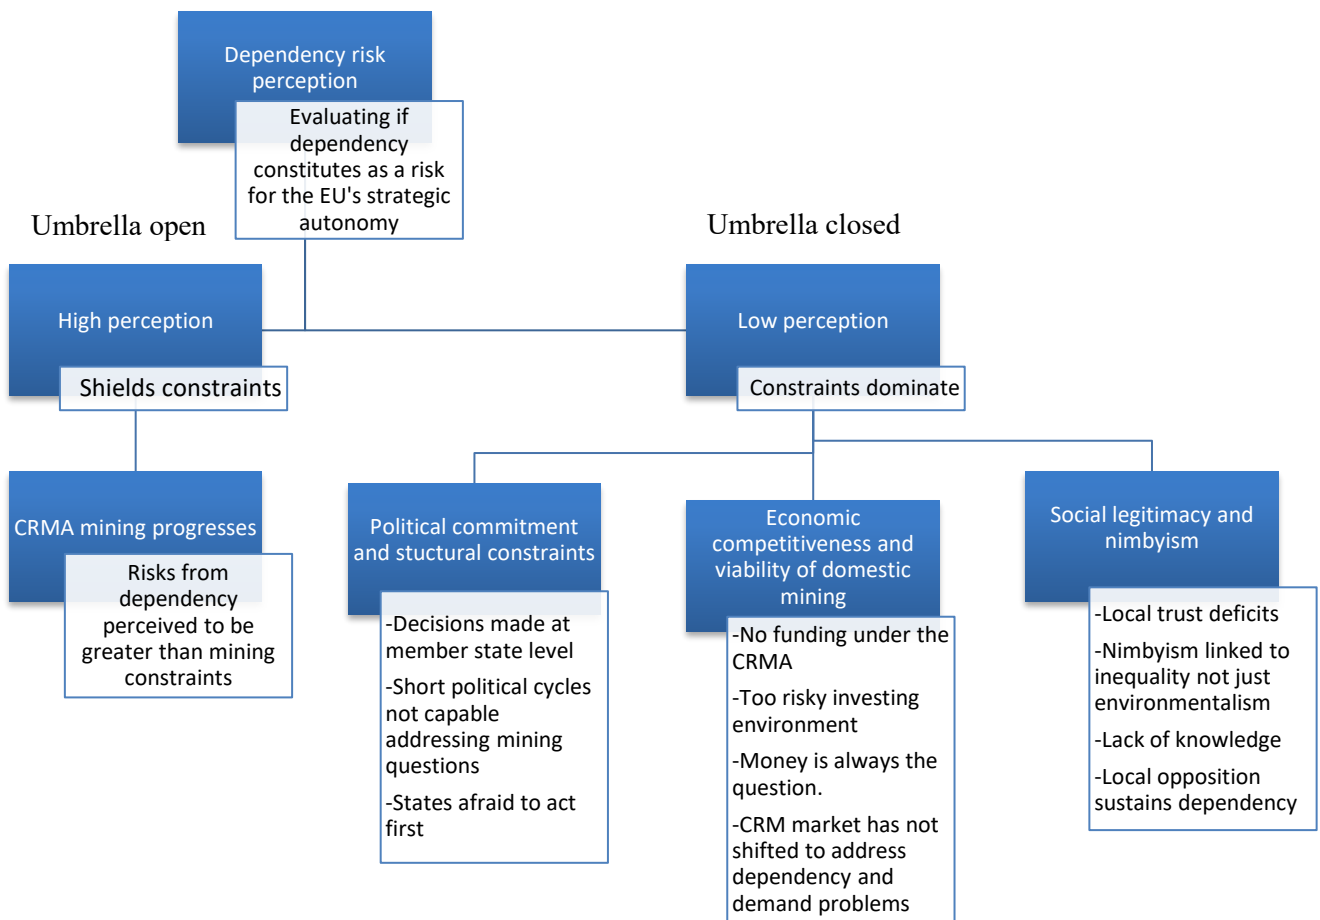 Dependency risk
perception
Evaluating if
dependency
constitutes as a risk
for the EU's strategic
autonomy
Umbrella open
Umbrella closed
High perception
Shields constraints
Low perception
Constraints dominate
CRMA mining progresses
Risks from
dependency
perceived to be
greater than mining
constraints
Political commitment
and stuctural constraints
-Decisions made at
member state level
-Short political cycles
not capable
addressing mining
questions
-States afraid to act
first
Economic
competitiveness and
viability of domestic
mining
-No funding under the
CRMA
-Too risky investing
environment
-Money is always the
question.
-CRM market has not
shifted to address
dependency and
demand problems
Social legitimacy and
nimbyism
-Local trust deficits
-Nimbyism linked to
inequality not just
environmentalism
-Lack of knowledge
-Local opposition
sustains dependency